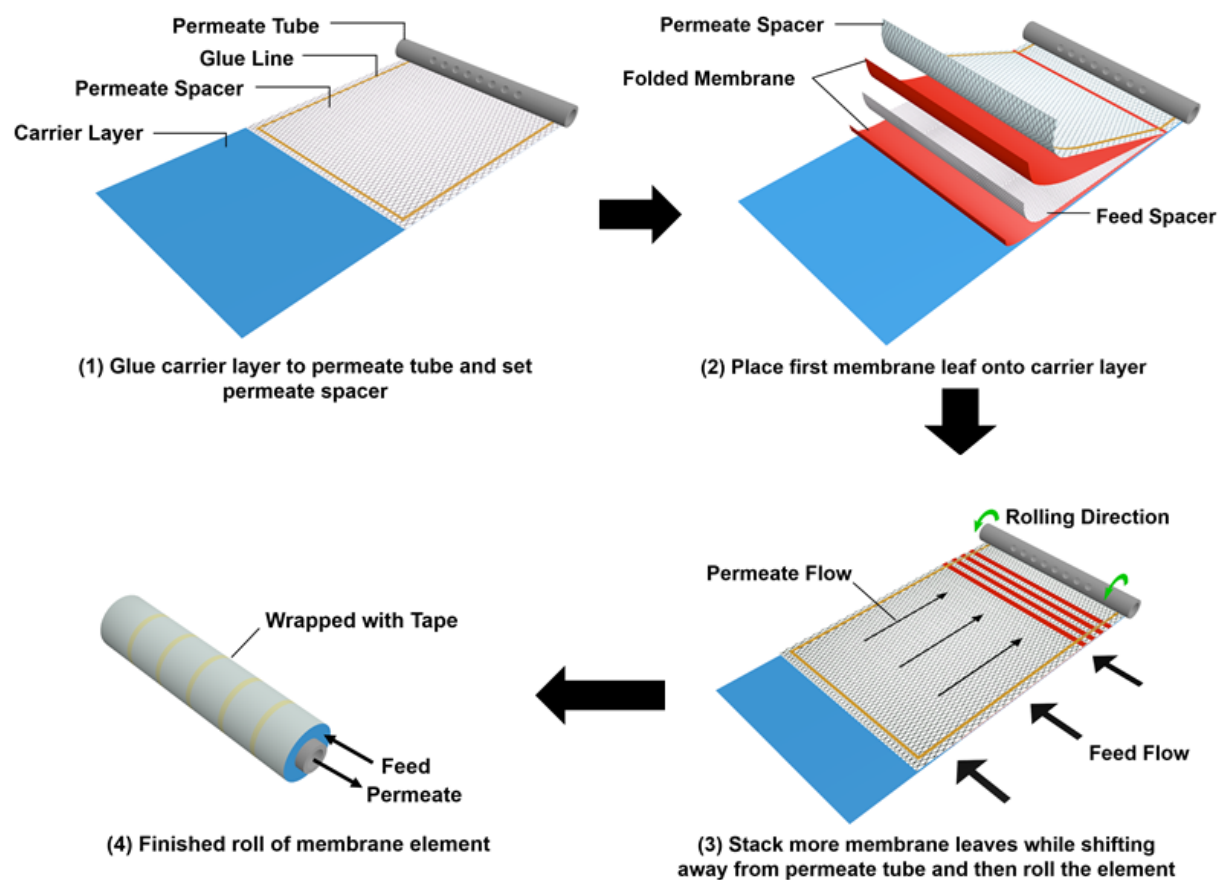 Permeate Tube
Glue Line
Permeate Spacer
Carrier Layer
(1) Glue carrier layer to permeate tube and set
permeate spacer
Permeate Spacer
Folded Membrane
Feed Spacer
(2) Place first membrane leaf onto carrier layer
Rolling Direction
Permeate Flow
Feed Flow
(3) Stack more membrane leaves while shifting
away from permeate tube and then roll the element
Wrapped with Tape
Feed
Permeate
(4) Finished roll of membrane element